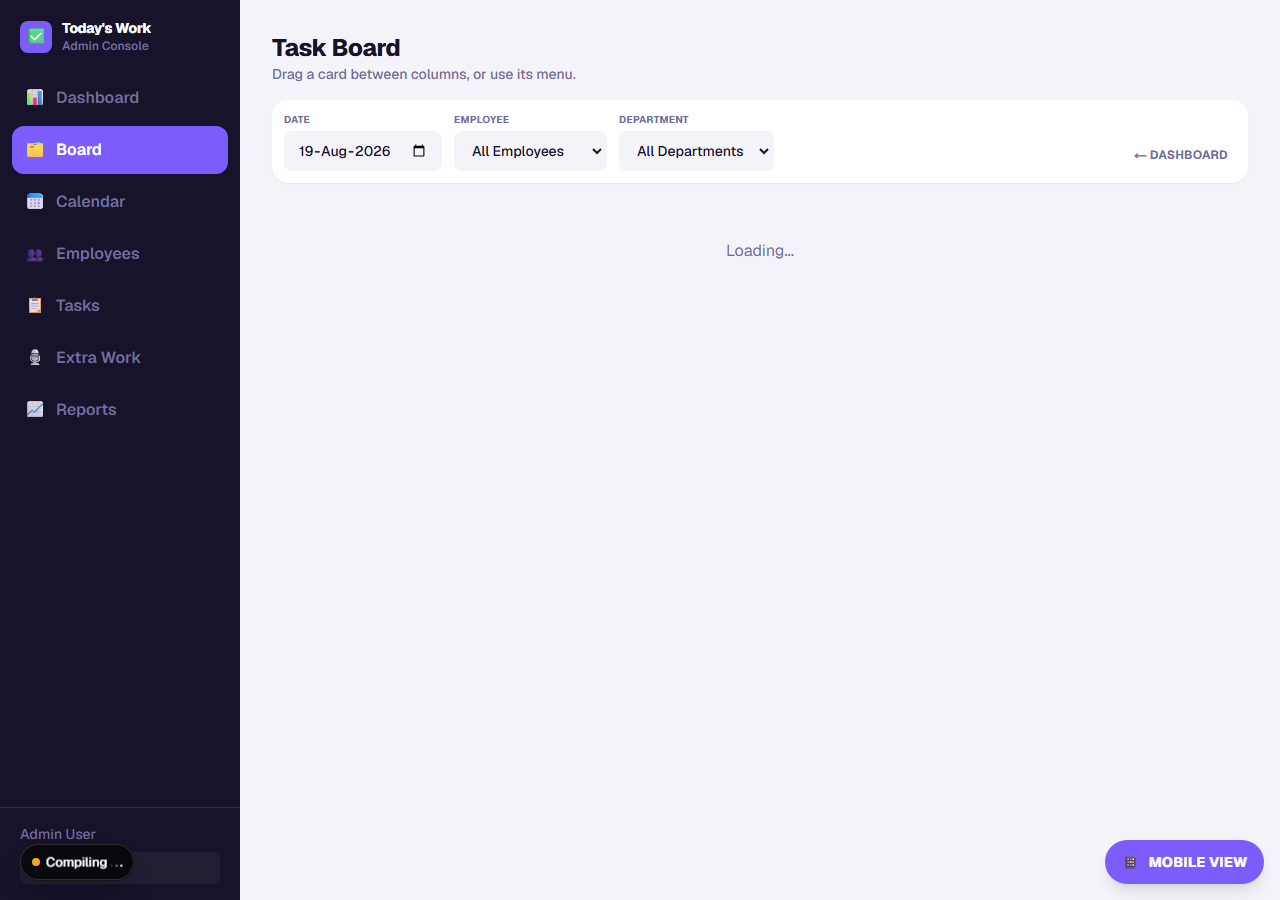 Today's Work
Admin Console
Dashboard
Board
Calendar
Employees
Tasks
Extra Work
Reports
Admin User
Compiling ...
Task Board
Drag a card between columns, or use its menu.
DATE
EMPLOYEE
DEPARTMENT
19-Aug-2026
All Employees
All Departments
← DASHBOARD
Loading...
MOBILE VIEW